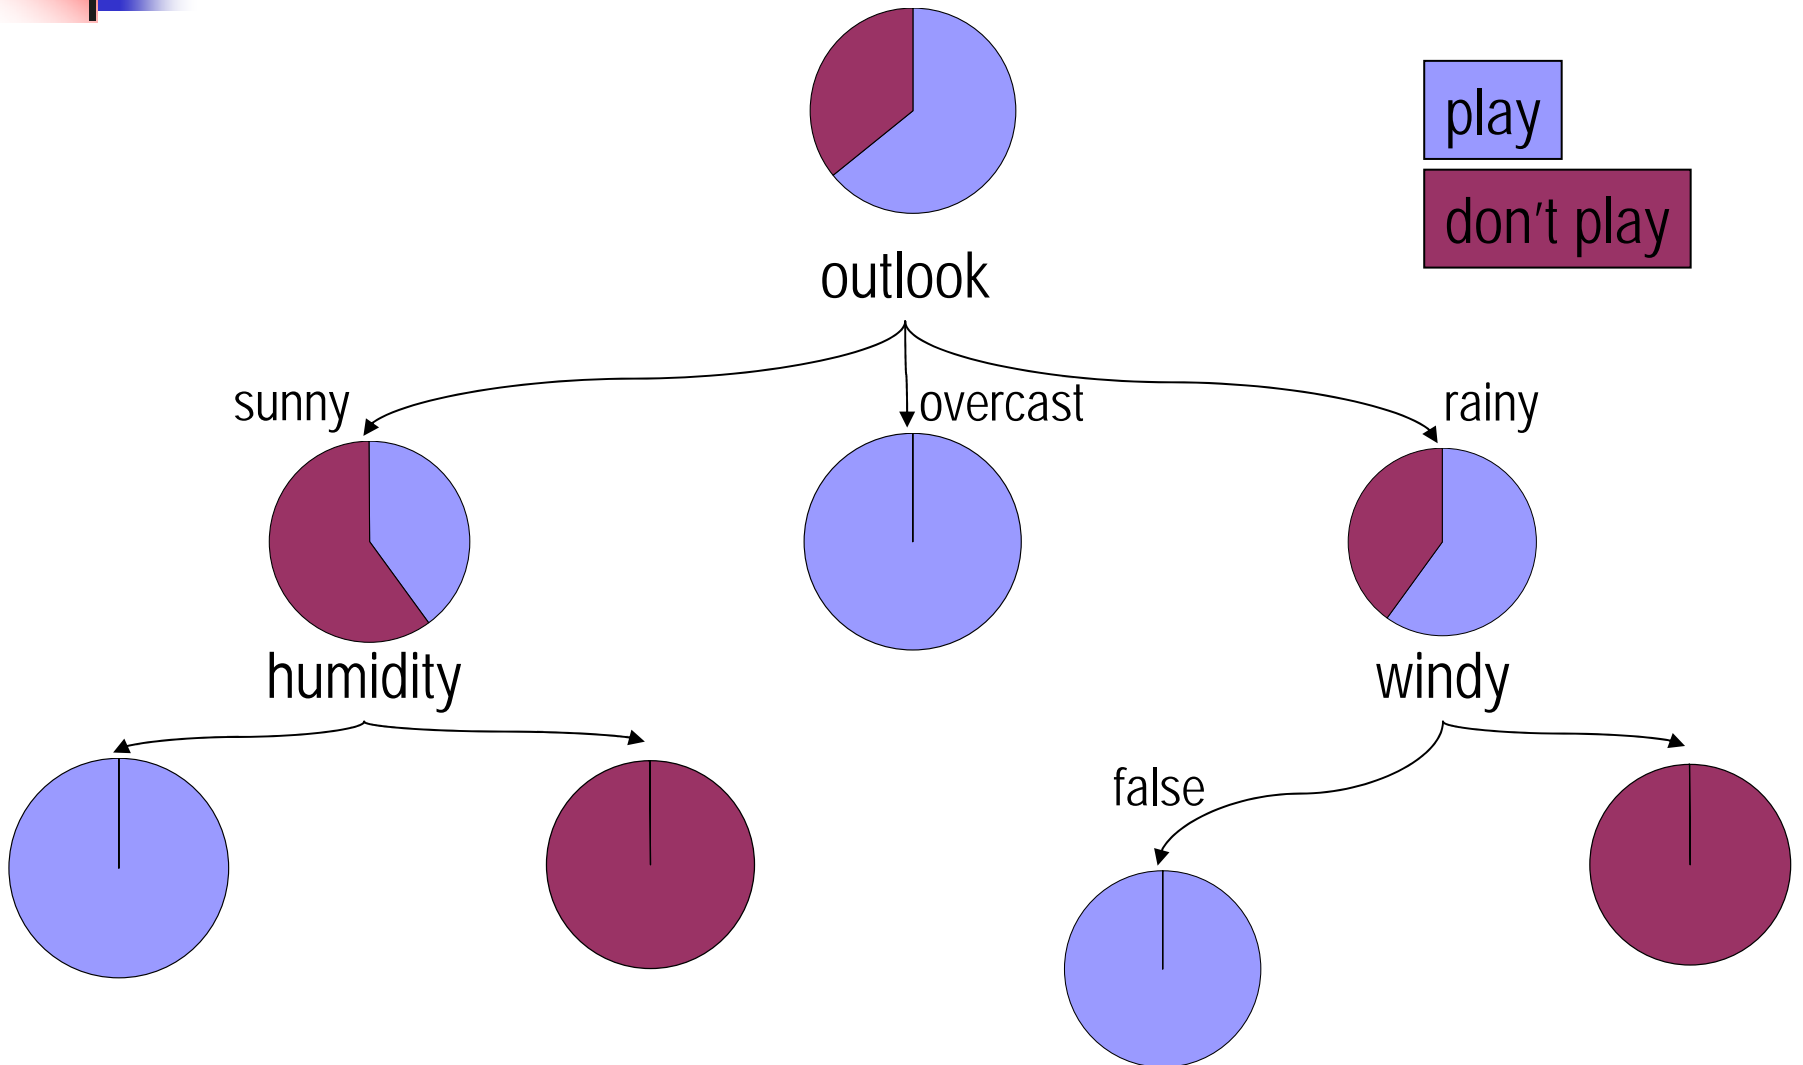 play
don't play
outlook
sunny
overcast
rainy
humidity
windy
false